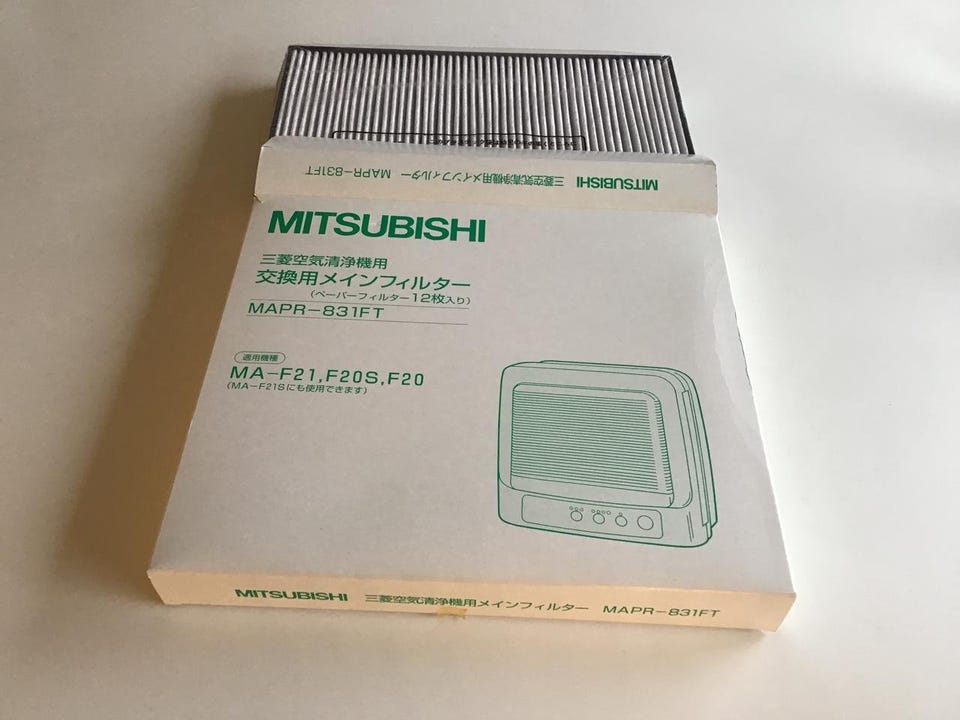 MITSUBISHI 三菱空気清浄機用メインフィルター MAPR-831FT
MITSUBISHI
三菱空気清浄機用
交換用メインフィルター
(ペーパーフィルター12枚入り)
MAPR-831FT
適用機種
MA-F21,F20S,F20
(MA-F21Sにも使用できます)
MITSUBISHI 三菱空気清浄機用メインフィルター MAPR-831FT